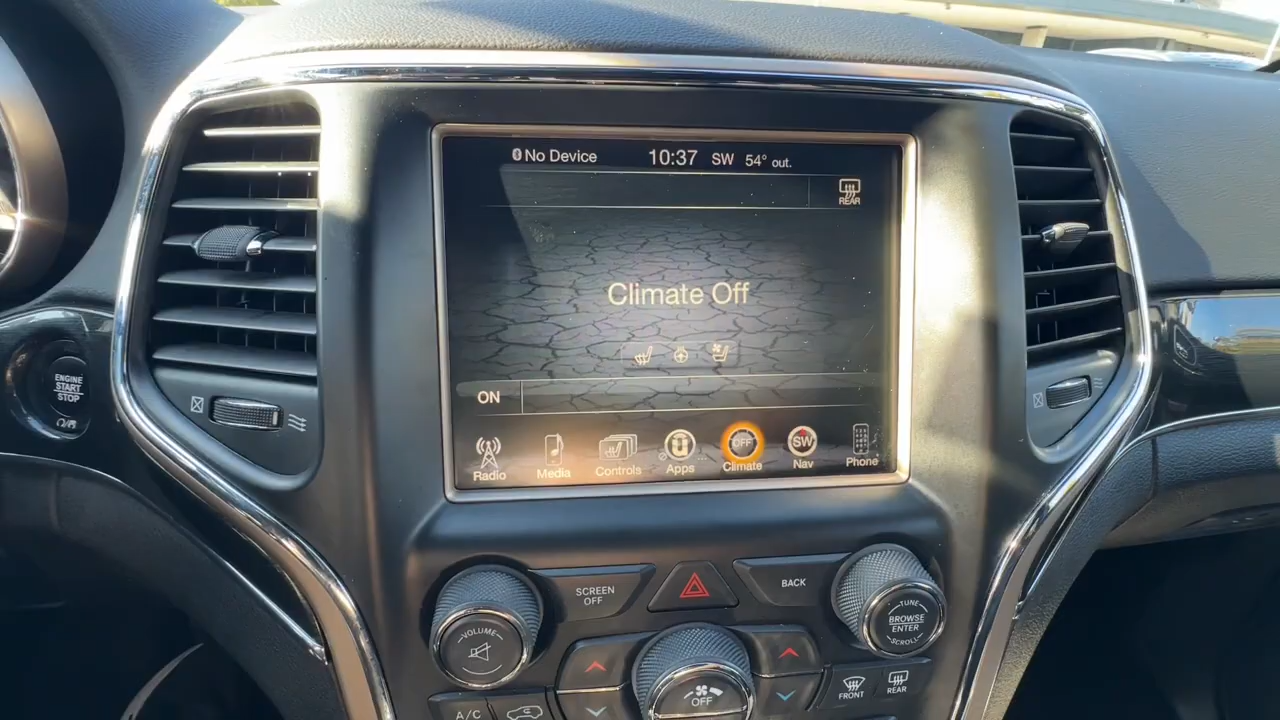 No Device 10:37 SW 54° out.
REAR
Climate Off
ON
ENGINE
START
STOP
OFF
SW
Radio Media Controls Apps Climate Nav Phone
SCREEN
OFF
BACK
VOLUME
TUNE
BROWSE
ENTER
SCROLL
OFF
FRONT
REAR
A/C